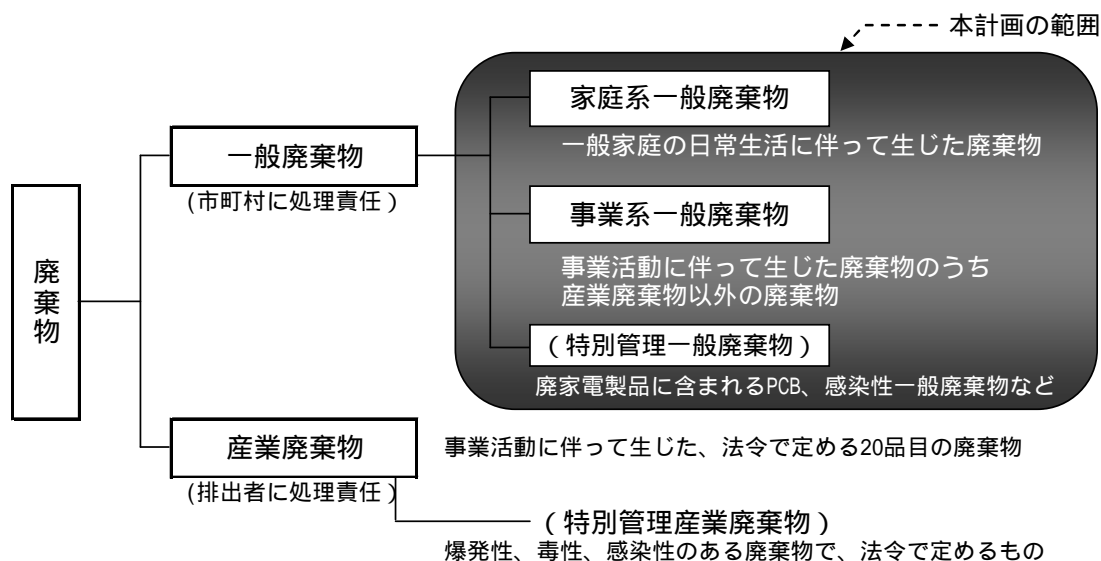 本計画の範囲
家庭系一般廃棄物
一般家庭の日常生活に伴って生じた廃棄物
一般廃棄物
(市町村に処理責任)
事業系一般廃棄物
事業活動に伴って生じた廃棄物のうち
産業廃棄物以外の廃棄物
廃棄物
(特別管理一般廃棄物)
廃家電製品に含まれるPCB、感染性一般廃棄物など
産業廃棄物
事業活動に伴って生じた、法令で定める20品目の廃棄物
(排出者に処理責任)
(特別管理産業廃棄物)
爆発性、毒性、感染性のある廃棄物で、法令で定めるもの